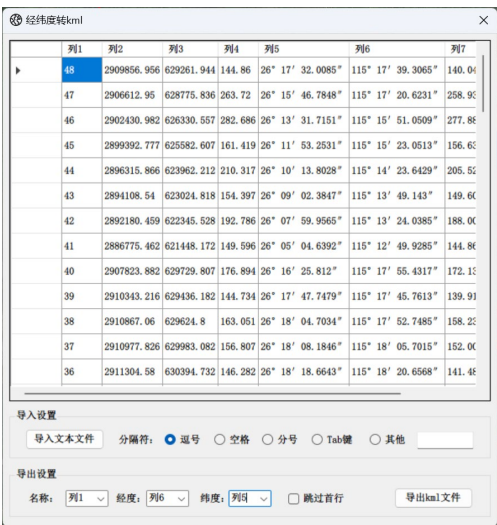 经纬度转kml
列1 列2 列3 列4 列5 列6 列7
48 2909856.956 629261.944 144.86 26° 17′ 32.0085″ 115° 17′ 39.3065″ 140.04
47 2906612.95 628775.836 263.72 26° 15′ 46.7848″ 115° 17′ 20.6231″ 258.93
46 2902430.982 626330.557 282.686 26° 13′ 31.7151″ 115° 15′ 51.0509″ 277.88
45 2899392.777 625582.607 161.419 26° 11′ 53.2531″ 115° 15′ 23.0513″ 156.63
44 2896315.866 623962.212 210.317 26° 10′ 13.8028″ 115° 14′ 23.6429″ 205.52
43 2894108.54 623024.818 154.397 26° 09′ 02.3847″ 115° 13′ 49.143″ 149.60
42 2892180.459 622345.528 192.786 26° 07′ 59.9565″ 115° 13′ 24.0385″ 188.00
41 2886775.462 621448.172 149.596 26° 05′ 04.6392″ 115° 12′ 49.9285″ 144.86
40 2907823.882 629729.807 176.894 26° 16′ 25.812″ 115° 17′ 55.4317″ 172.13
39 2910343.216 629436.182 144.734 26° 17′ 47.7479″ 115° 17′ 45.7613″ 139.91
38 2910867.06 629624.8 163.051 26° 18′ 04.7034″ 115° 17′ 52.7485″ 158.23
37 2910977.826 629983.082 156.807 26° 18′ 08.1846″ 115° 18′ 05.7015″ 152.00
36 2911304.58 630394.732 146.282 26° 18′ 18.6643″ 115° 18′ 20.6568″ 141.48
导入设置
导入文本文件 分隔符: 逗号 空格 分号 Tab键 其他
导出设置
名称: 列1 经度: 列6 纬度: 列5 跳过首行 导出kml文件